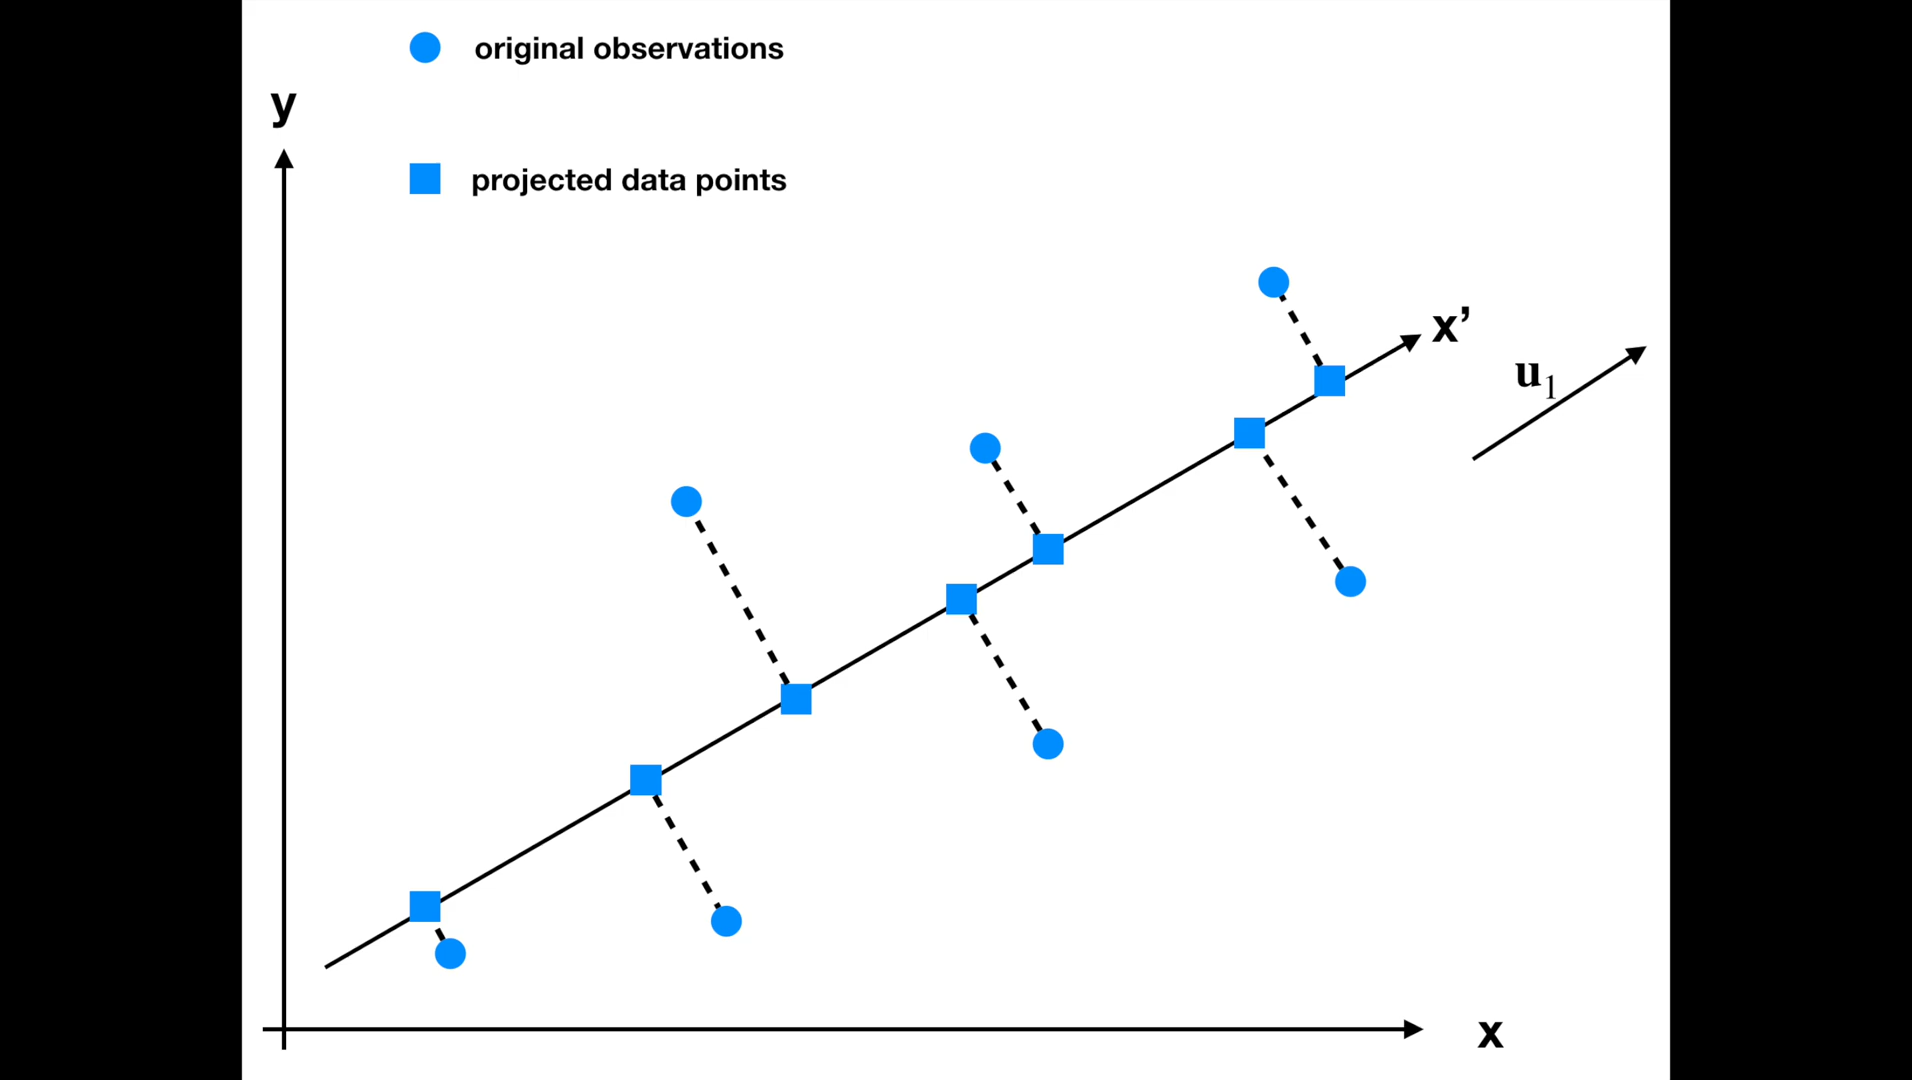 original observations
y
projected data points
x’
u1
x